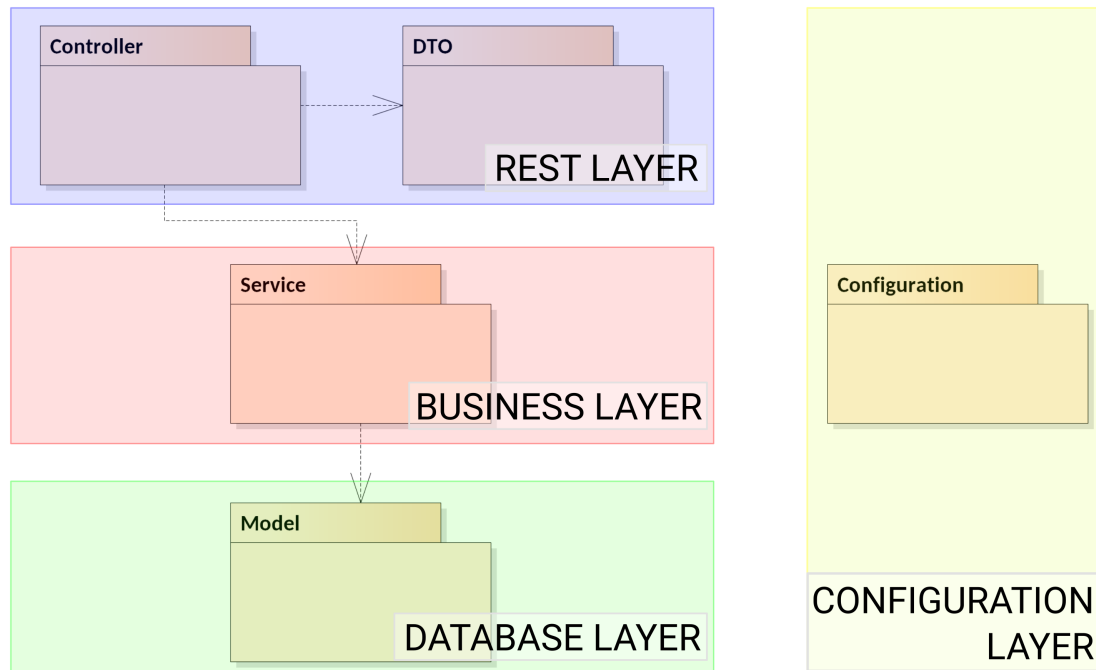 Controller
DTO
REST LAYER
Service
BUSINESS LAYER
Configuration
Model
DATABASE LAYER
CONFIGURATION
LAYER